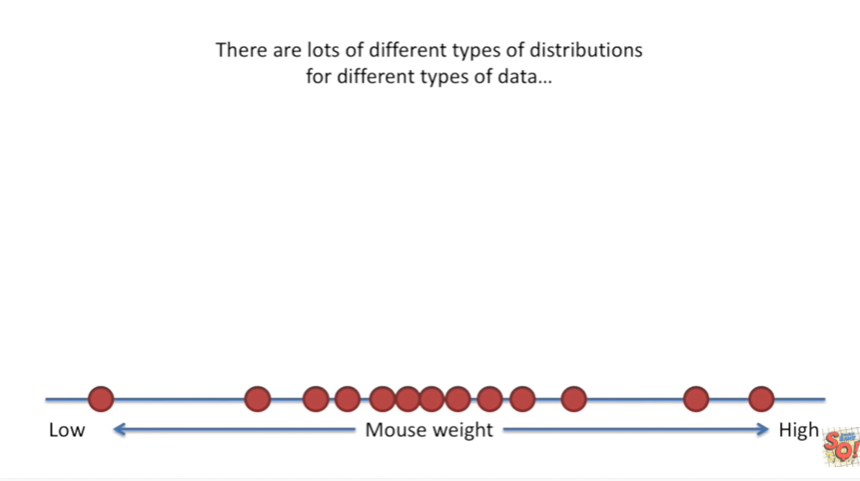 There are lots of different types of distributions
for different types of data...
Low Mouse weight High